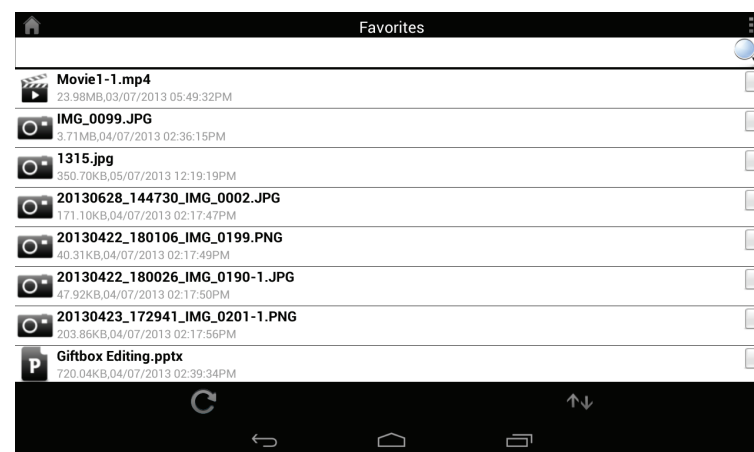 Favorites
Movie1-1.mp4
23.98MB,03/07/2013 05:49:32PM
IMG_0099.JPG
3.71MB,04/07/2013 02:36:15PM
1315.jpg
350.70KB,05/07/2013 12:19:19PM
20130628_144730_IMG_0002.JPG
171.10KB,04/07/2013 02:17:47PM
20130422_180106_IMG_0199.PNG
40.31KB,04/07/2013 02:17:49PM
20130422_180026_IMG_0190-1.JPG
47.92KB,04/07/2013 02:17:50PM
20130423_172941_IMG_0201-1.PNG
203.86KB,04/07/2013 02:17:56PM
P
Giftbox Editing.pptx
720.04KB,04/07/2013 02:39:34PM